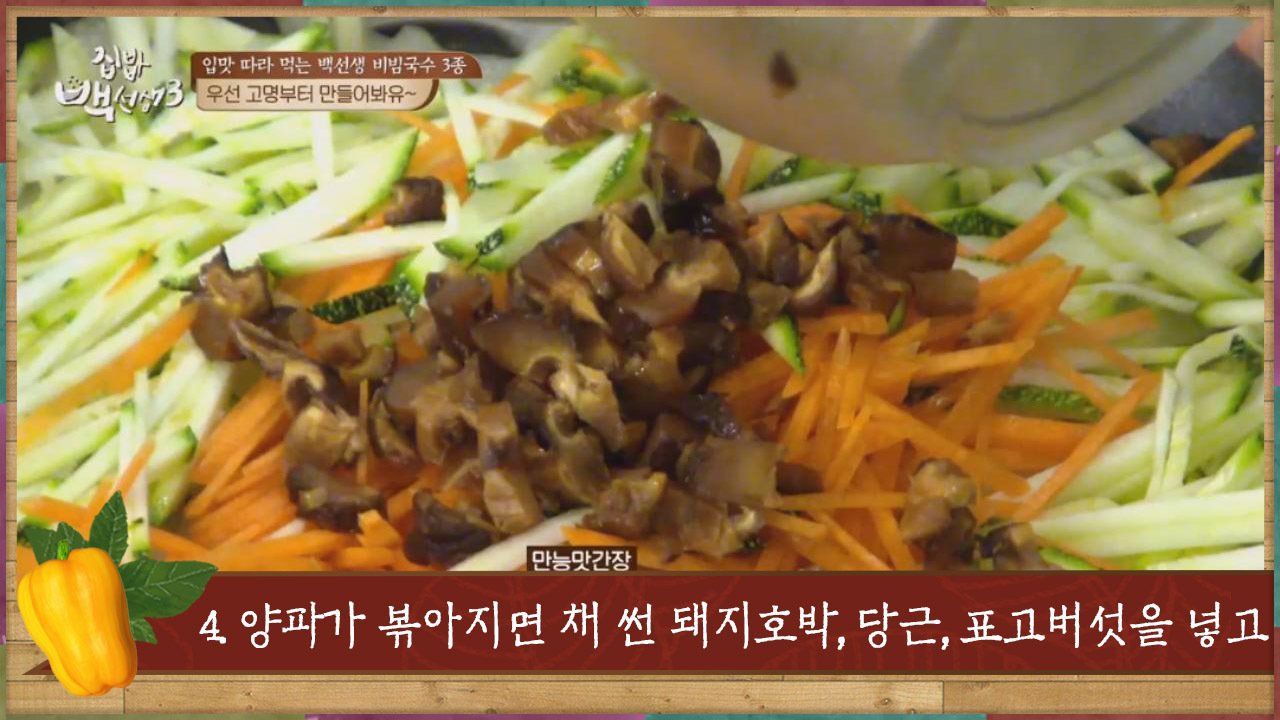 집밥
백선생3
입맛 따라 먹는 백선생 비빔국수 3종
우선 고명부터 만들어봐유~
만능맛간장
4. 양파가 볶아지면 채 썬 돼지호박, 당근, 표고버섯을 넣고